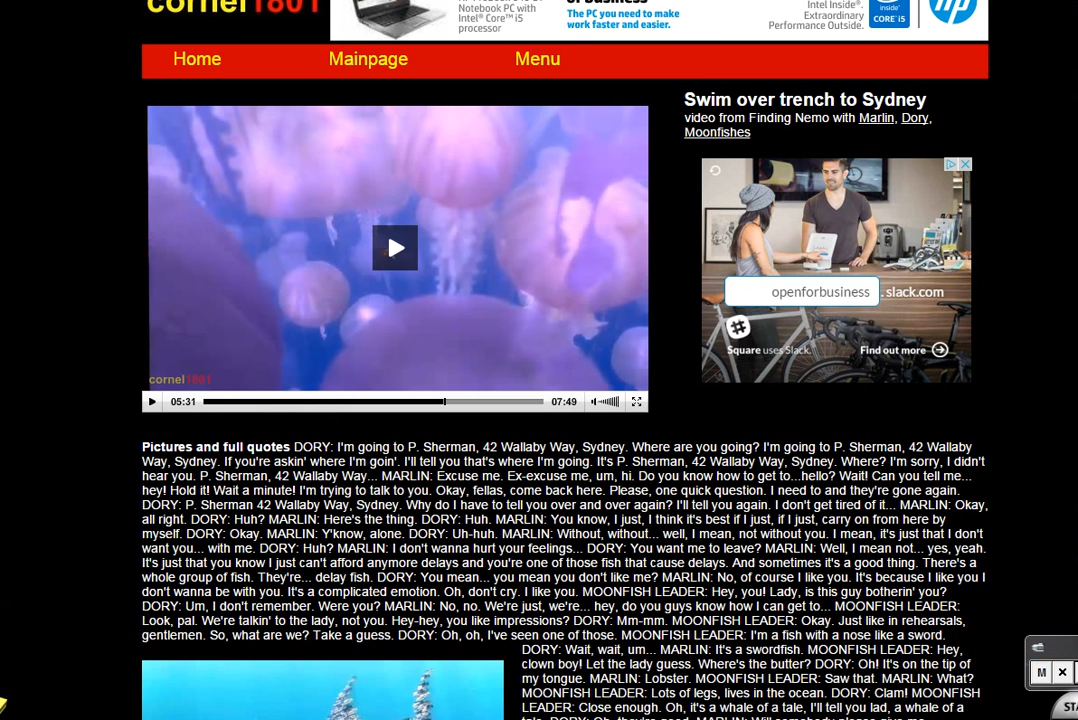 cornel1801
Notebook PC with
Intel® Core™ i5
processor
The PC you need to make
work faster and easier.
Intel Inside®.
Extraordinary
Performance Outside.
inside
CORE i5
hp
Home Mainpage Menu
Swim over trench to Sydney
video from Finding Nemo with Marlin, Dory,
Moonfishes
openforbusiness .slack.com
Square uses Slack. Find out more
cornel1801
05:31 07:49
Pictures and full quotes DORY: I'm going to P. Sherman, 42 Wallaby Way, Sydney. Where are you going? I'm going to P. Sherman, 42 Wallaby
Way, Sydney. If you're askin' where I'm goin'. I'll tell you that's where I'm going. It's P. Sherman, 42 Wallaby Way, Sydney. Where? I'm sorry, I didn't
hear you. P. Sherman, 42 Wallaby Way... MARLIN: Excuse me. Ex-excuse me, um, hi. Do you know how to get to...hello? Wait! Can you tell me...
hey! Hold it! Wait a minute! I'm trying to talk to you. Okay, fellas, come back here. Please, one quick question. I need to and they're gone again.
DORY: P. Sherman 42 Wallaby Way, Sydney. Why do I have to tell you over and over again? I'll tell you again. I don't get tired of it... MARLIN: Okay,
all right. DORY: Huh? MARLIN: Here's the thing. DORY: Huh. MARLIN: You know, I just, I think it's best if I just, if I just, carry on from here by
myself. DORY: Okay. MARLIN: Y'know, alone. DORY: Uh-huh. MARLIN: Without, without... well, I mean, not without you. I mean, it's just that I don't
want you... with me. DORY: Huh? MARLIN: I don't wanna hurt your feelings... DORY: You want me to leave? MARLIN: Well, I mean not... yes, yeah.
It's just that you know I just can't afford anymore delays and you're one of those fish that cause delays. And sometimes it's a good thing. There's a
whole group of fish. They're... delay fish. DORY: You mean... you mean you don't like me? MARLIN: No, of course I like you. It's because I like you I
don't wanna be with you. It's a complicated emotion. Oh, don't cry. I like you. MOONFISH LEADER: Hey, you! Lady, is this guy botherin' you?
DORY: Um, I don't remember. Were you? MARLIN: No, no. We're just, we're... hey, do you guys know how I can get to... MOONFISH LEADER:
Look, pal. We're talkin' to the lady, not you. Hey-hey, you like impressions? DORY: Mm-mm. MOONFISH LEADER: Okay. Just like in rehearsals,
gentlemen. So, what are we? Take a guess. DORY: Oh, oh, I've seen one of those. MOONFISH LEADER: I'm a fish with a nose like a sword.
DORY: Wait, wait, um... MARLIN: It's a swordfish. MOONFISH LEADER: Hey,
clown boy! Let the lady guess. Where's the butter? DORY: Oh! It's on the tip of
my tongue. MARLIN: Lobster. MOONFISH LEADER: Saw that. MARLIN: What?
MOONFISH LEADER: Lots of legs, lives in the ocean. DORY: Clam! MOONFISH
LEADER: Close enough. Oh, it's a whale of a tale, I'll tell you lad, a whale of a
M X
STA